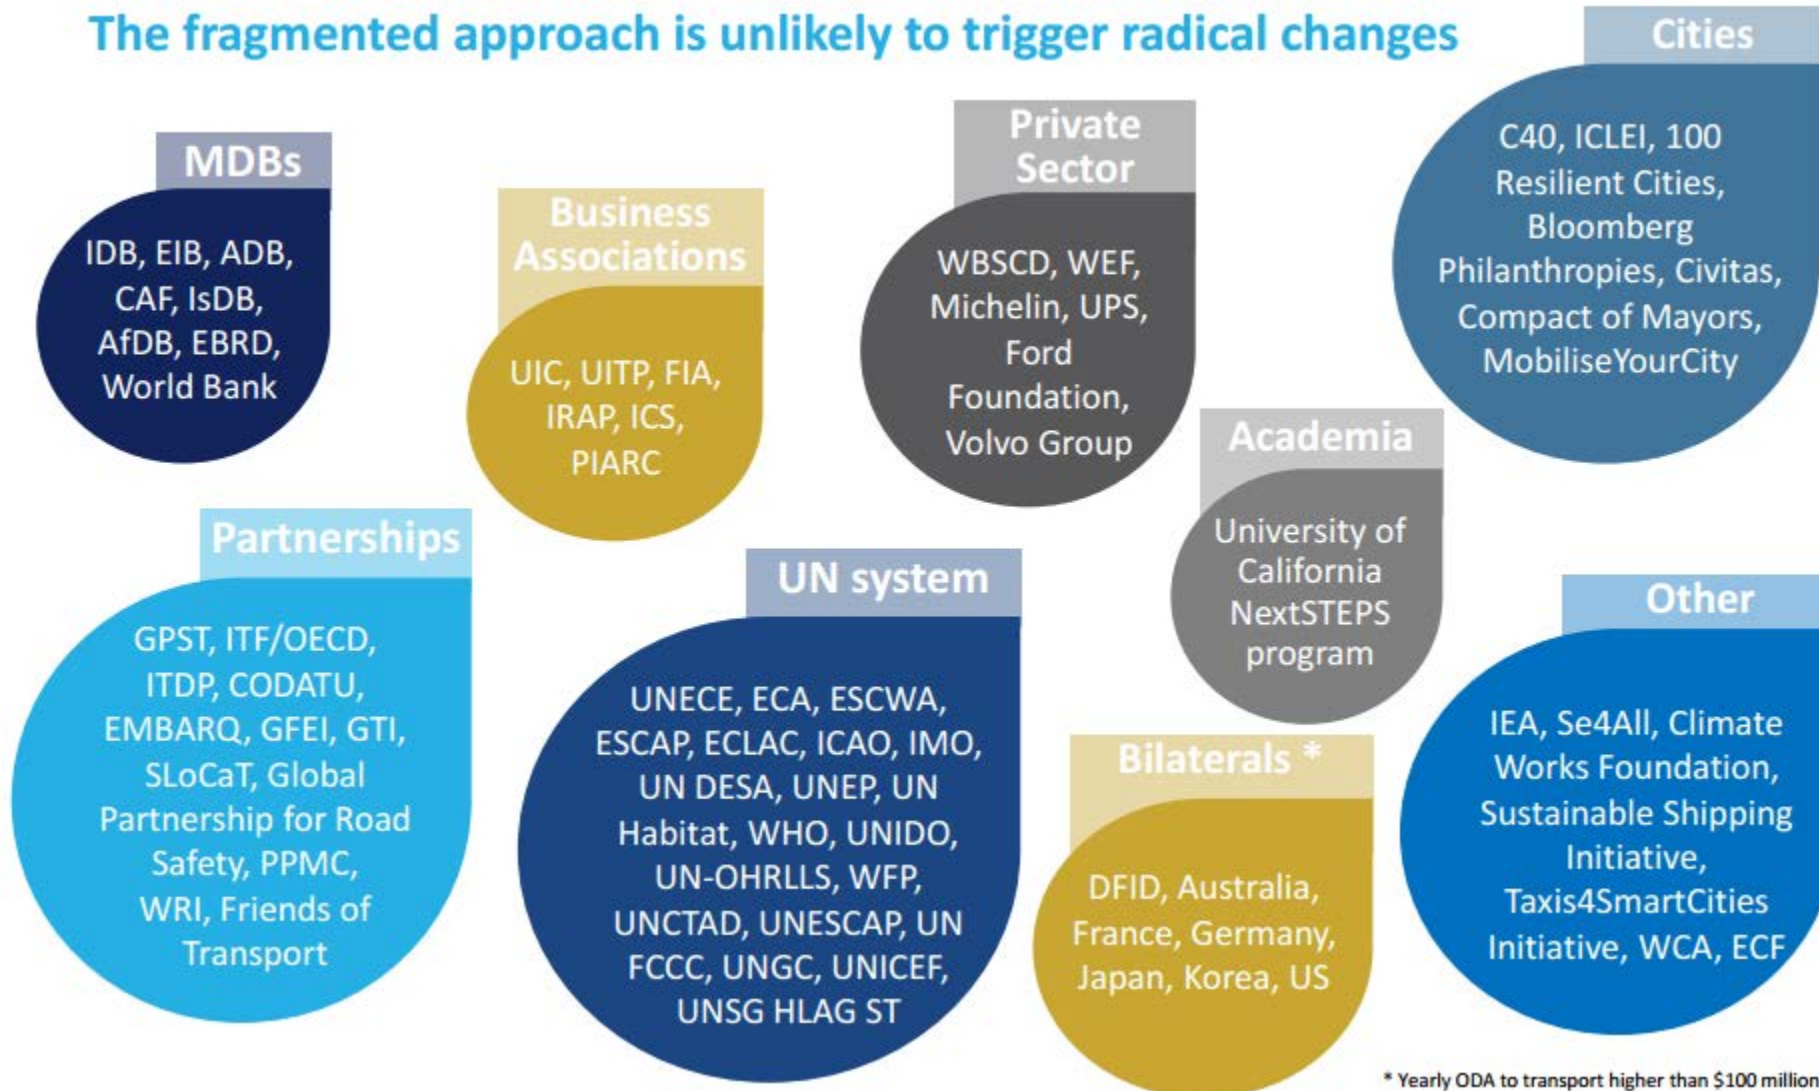 The fragmented approach is unlikely to trigger radical changes
Cities
C40, ICLEI, 100
Resilient Cities,
Bloomberg
Philanthropies, Civitas,
Compact of Mayors,
MobiliseYourCity
MDBs
IDB, EIB, ADB,
CAF, IsDB,
AfDB, EBRD,
World Bank
Business
Associations
UIC, UITP, FIA,
IRAP, ICS,
PIARC
Private
Sector
WBSCD, WEF,
Michelin, UPS,
Ford
Foundation,
Volvo Group
Academia
University of
California
NextSTEPS
program
Partnerships
GPST, ITF/OECD,
ITDP, CODATU,
EMBARQ, GFEI, GTI,
SLoCaT, Global
Partnership for Road
Safety, PPMC,
WRI, Friends of
Transport
UN system
UNECE, ECA, ESCWA,
ESCAP, ECLAC, ICAO, IMO,
UN DESA, UNEP, UN
Habitat, WHO, UNIDO,
UN-OHRLLS, WFP,
UNCTAD, UNESCAP, UN
FCCC, UNGC, UNICEF,
UNSG HLAG ST
Bilaterals *
DFID, Australia,
France, Germany,
Japan, Korea, US
Other
IEA, Se4All, Climate
Works Foundation,
Sustainable Shipping
Initiative,
Taxis4SmartCities
Initiative, WCA, ECF
* Yearly ODA to transport higher than $100 million